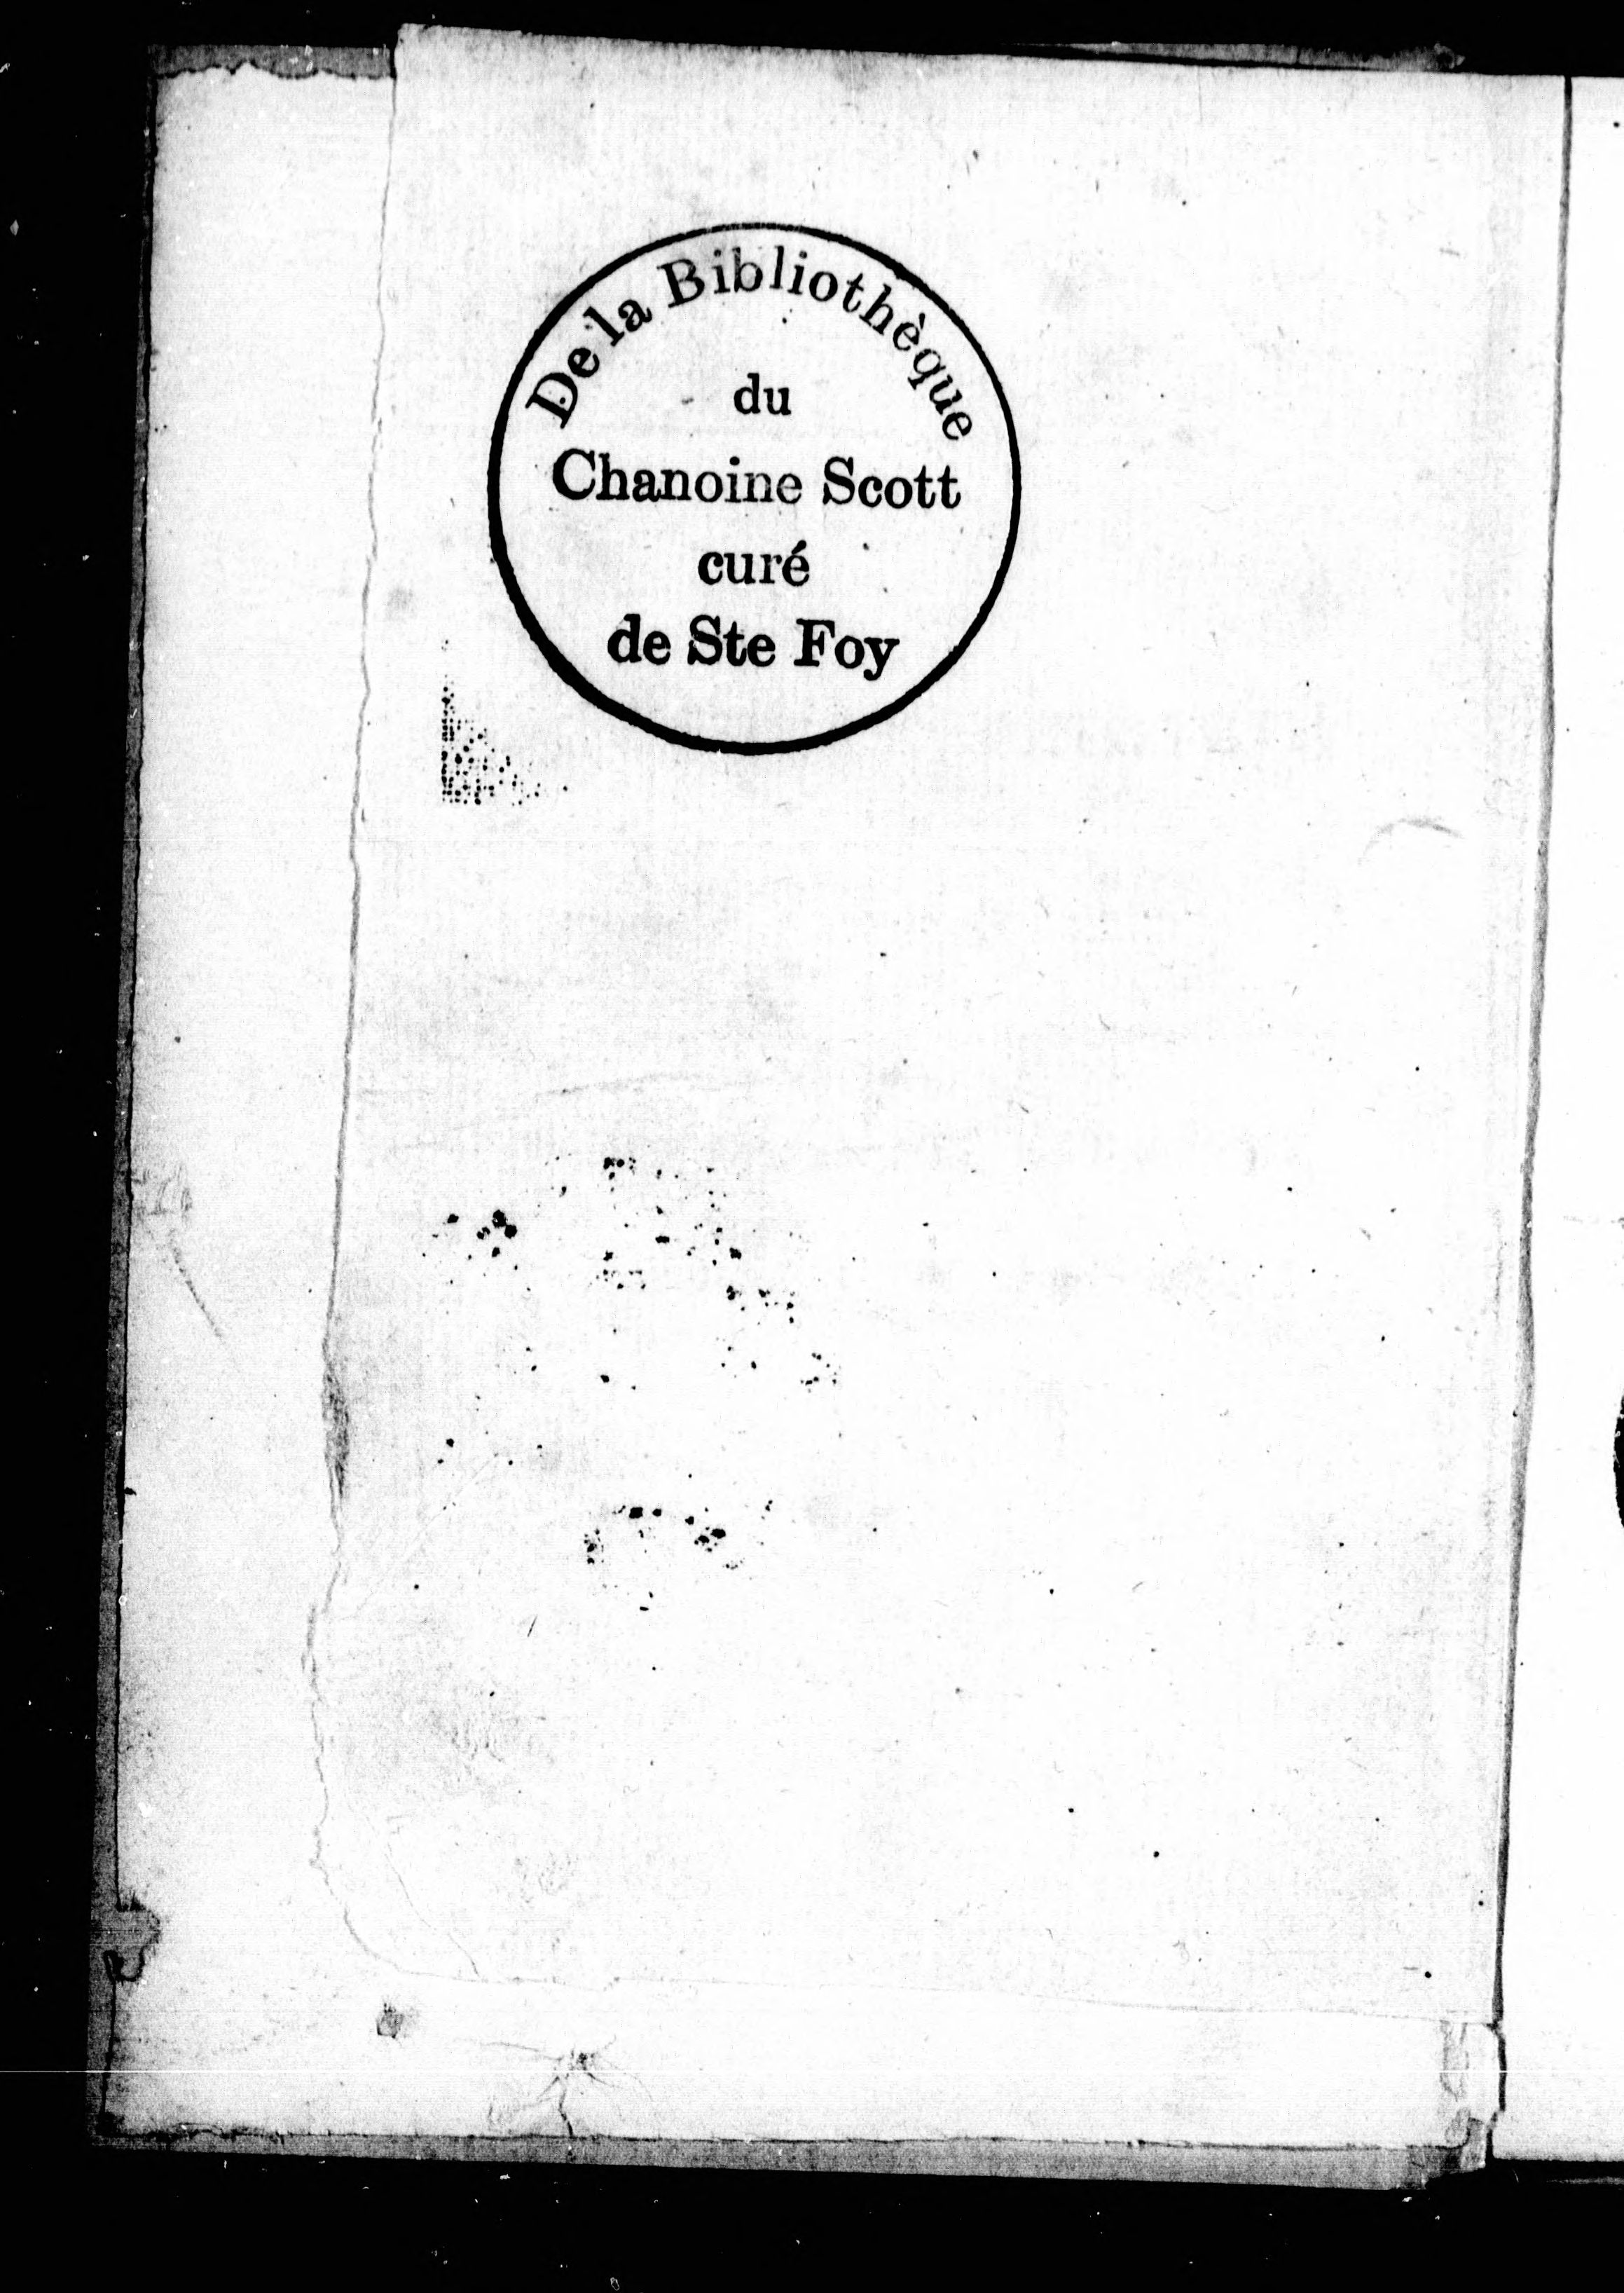 De la Bibliothèque
du
Chanoine Scott
curé
de Ste Foy